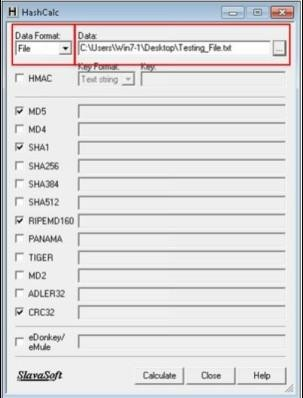 HashCalc
Data Format: Data:
File C:\Users\Win7-1\Desktop\Testing_File.txt ...
Key Format: Key:
HMAC Text string
MD5
MD4
SHA1
SHA256
SHA384
SHA512
RIPEMD160
PANAMA
TIGER
MD2
ADLER32
CRC32
eDonkey/
eMule
SlavaSoft Calculate Close Help